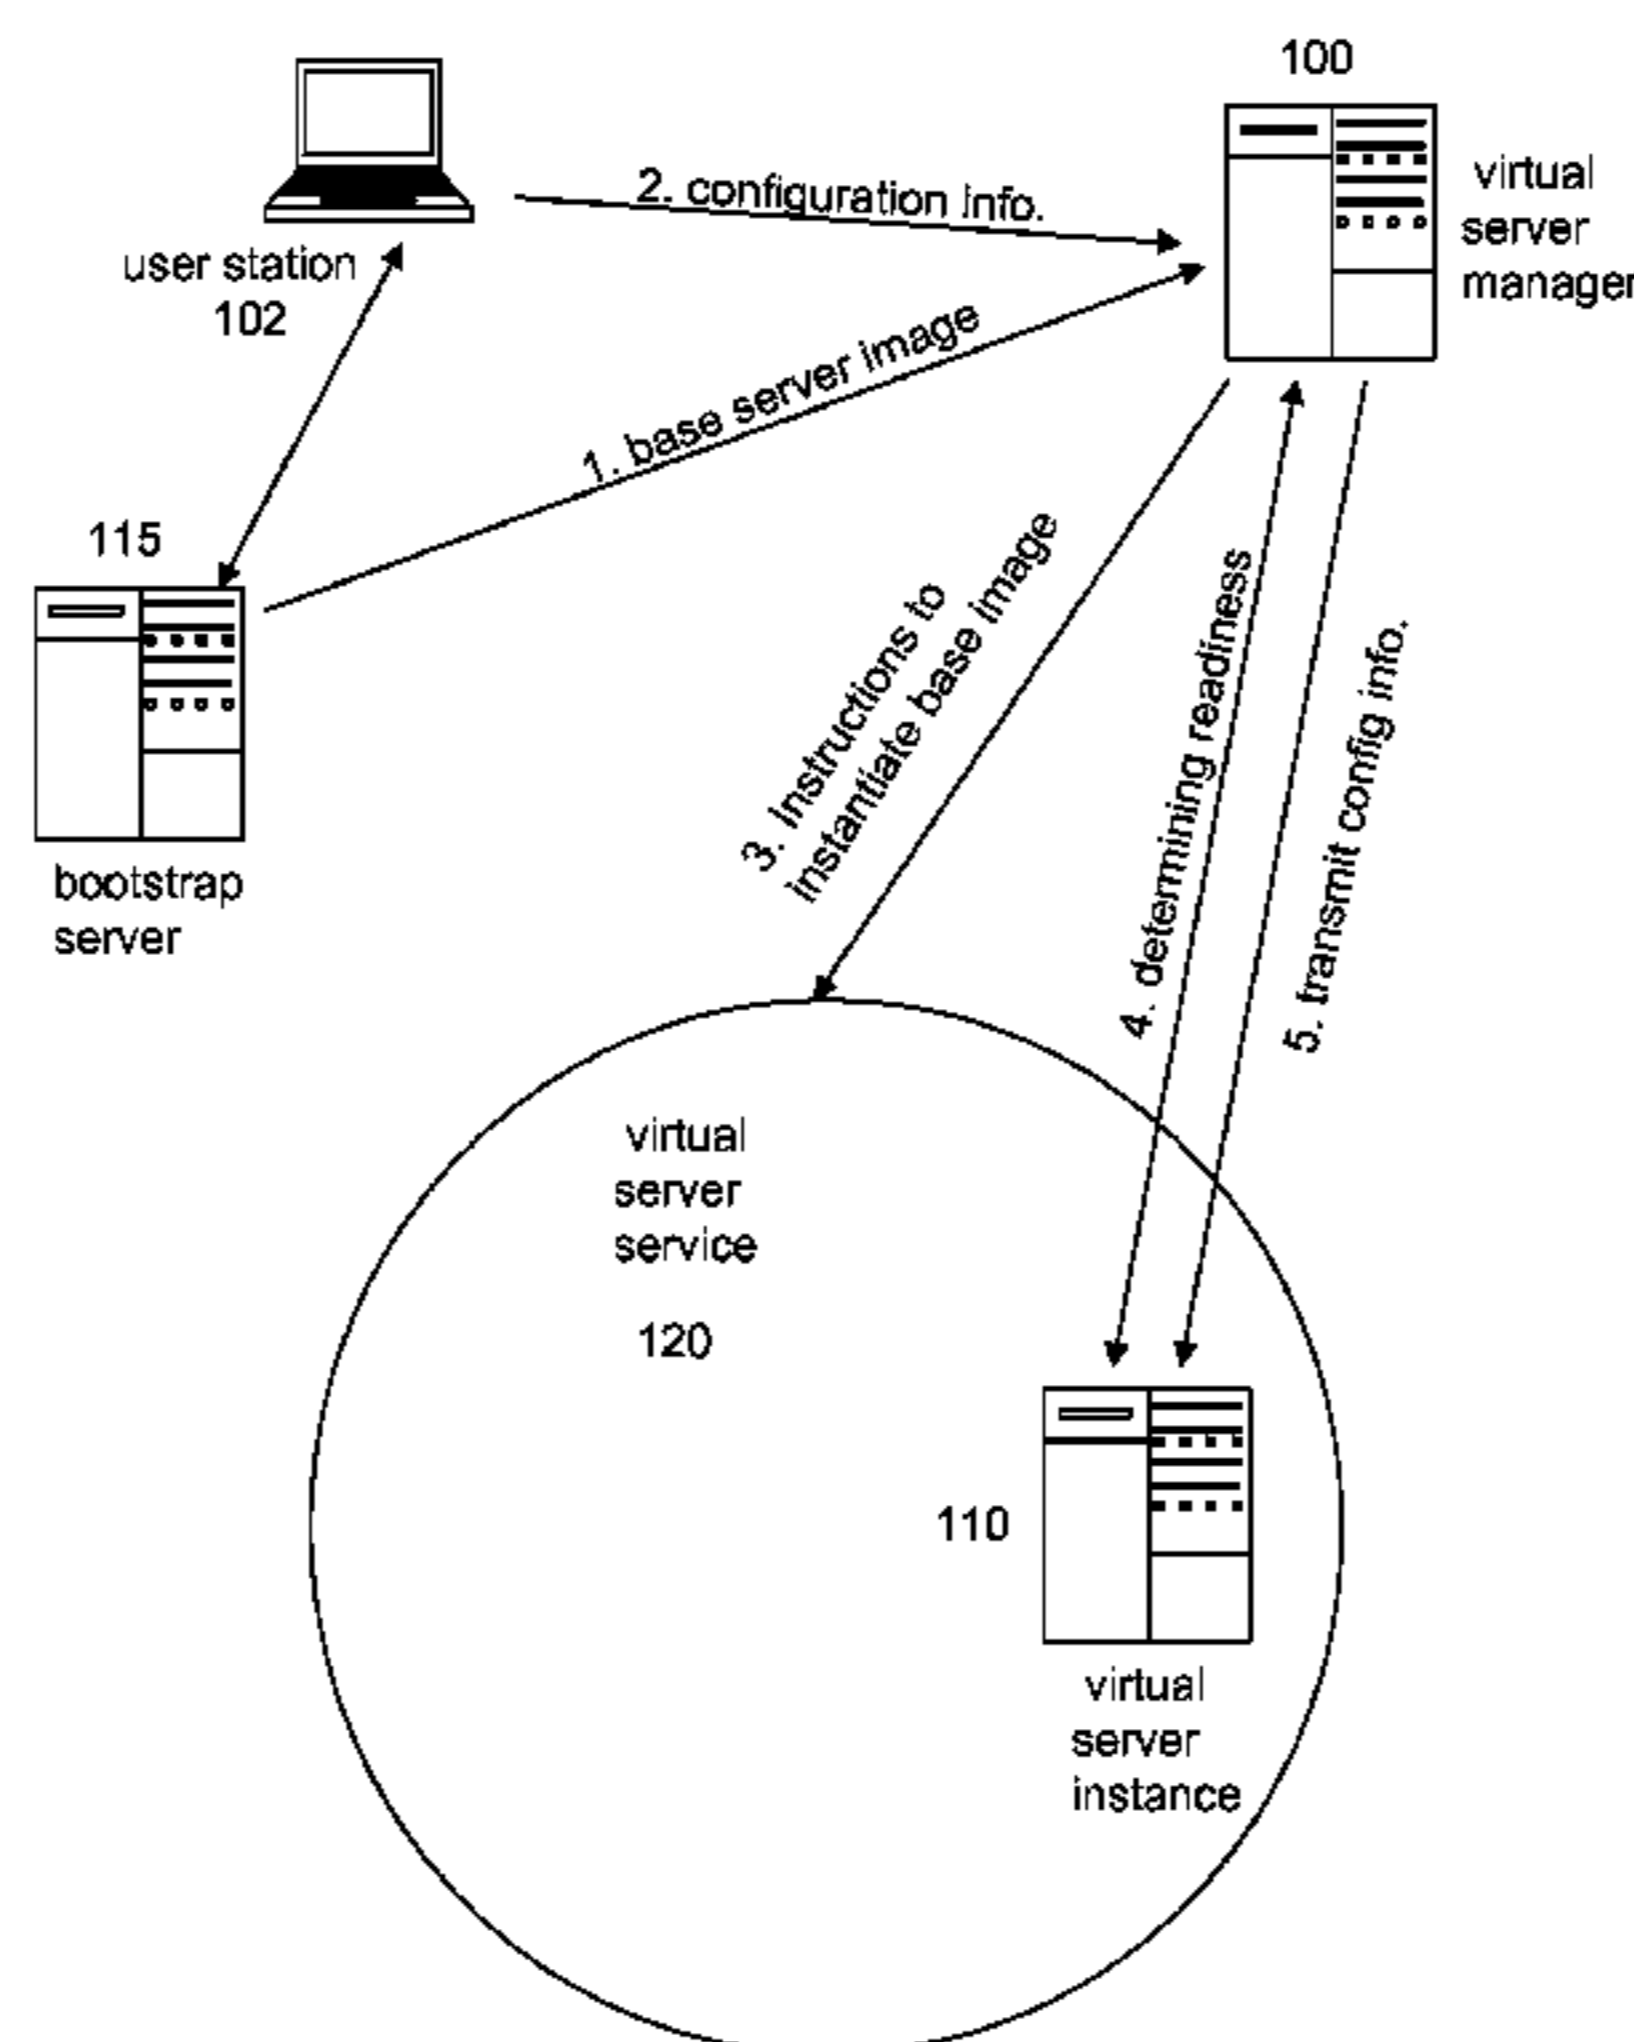 100
virtual
server
manager
2. configuration Info.
user station
102
1. base server image
115
bootstrap
server
3. Instructions to
instantiate base image
4. determining readiness
5. transmit config info.
virtual
server
service
120
110
virtual
server
instance